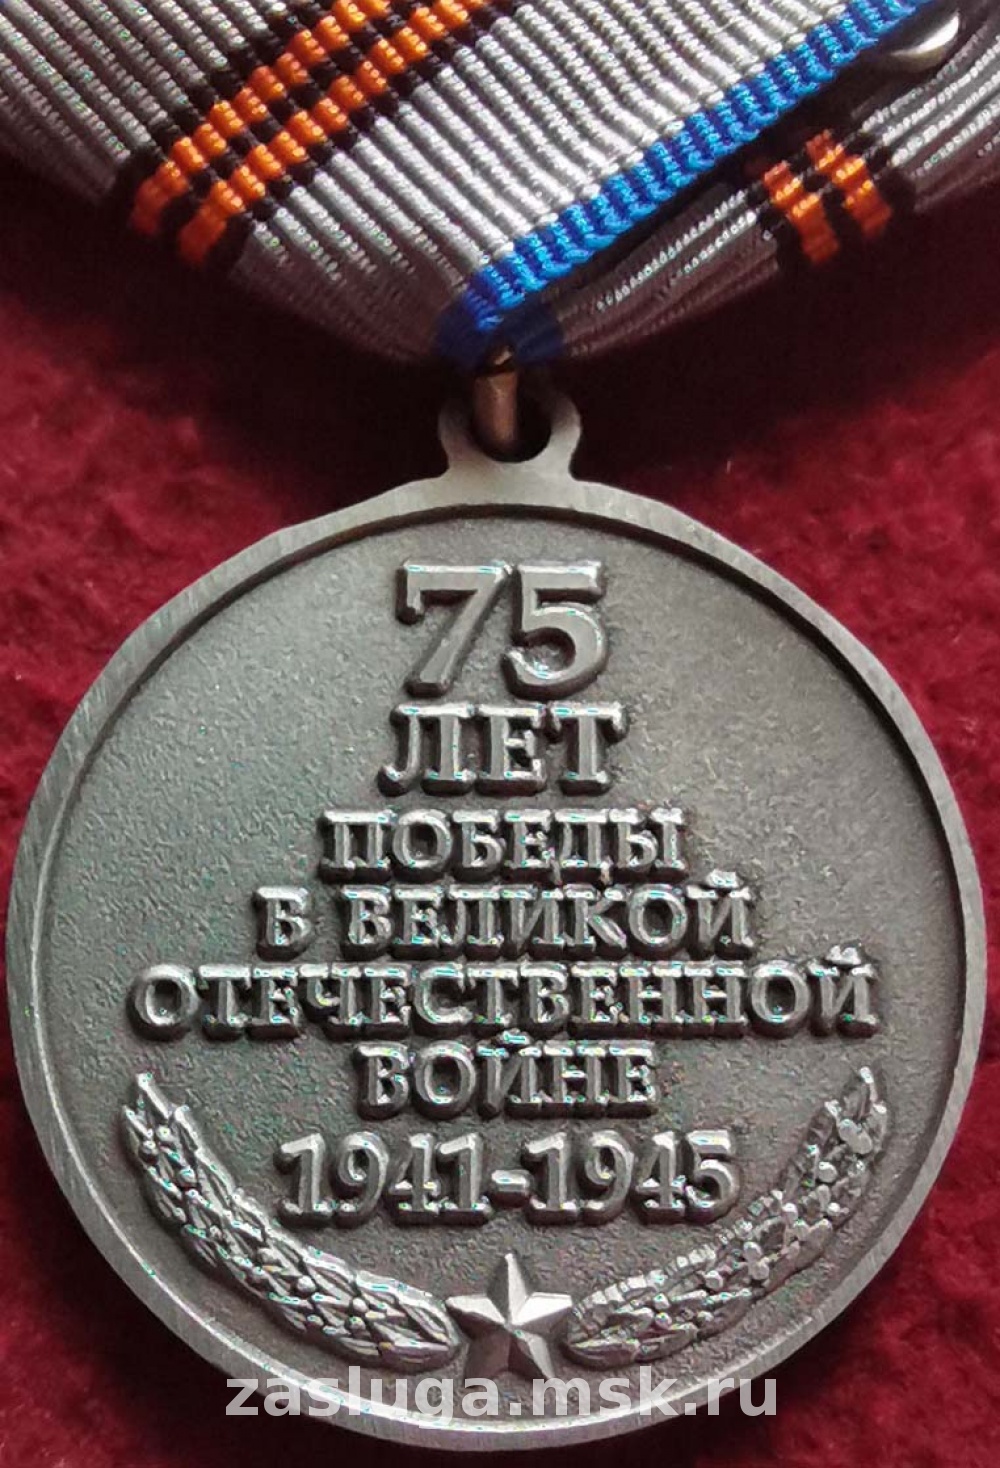 75
ЛЕТ
ПОБЕДЫ
В ВЕЛИКОЙ
ОТЕЧЕСТВЕННОЙ
ВОЙНЕ
1941-1945
zasluga.msk.ru